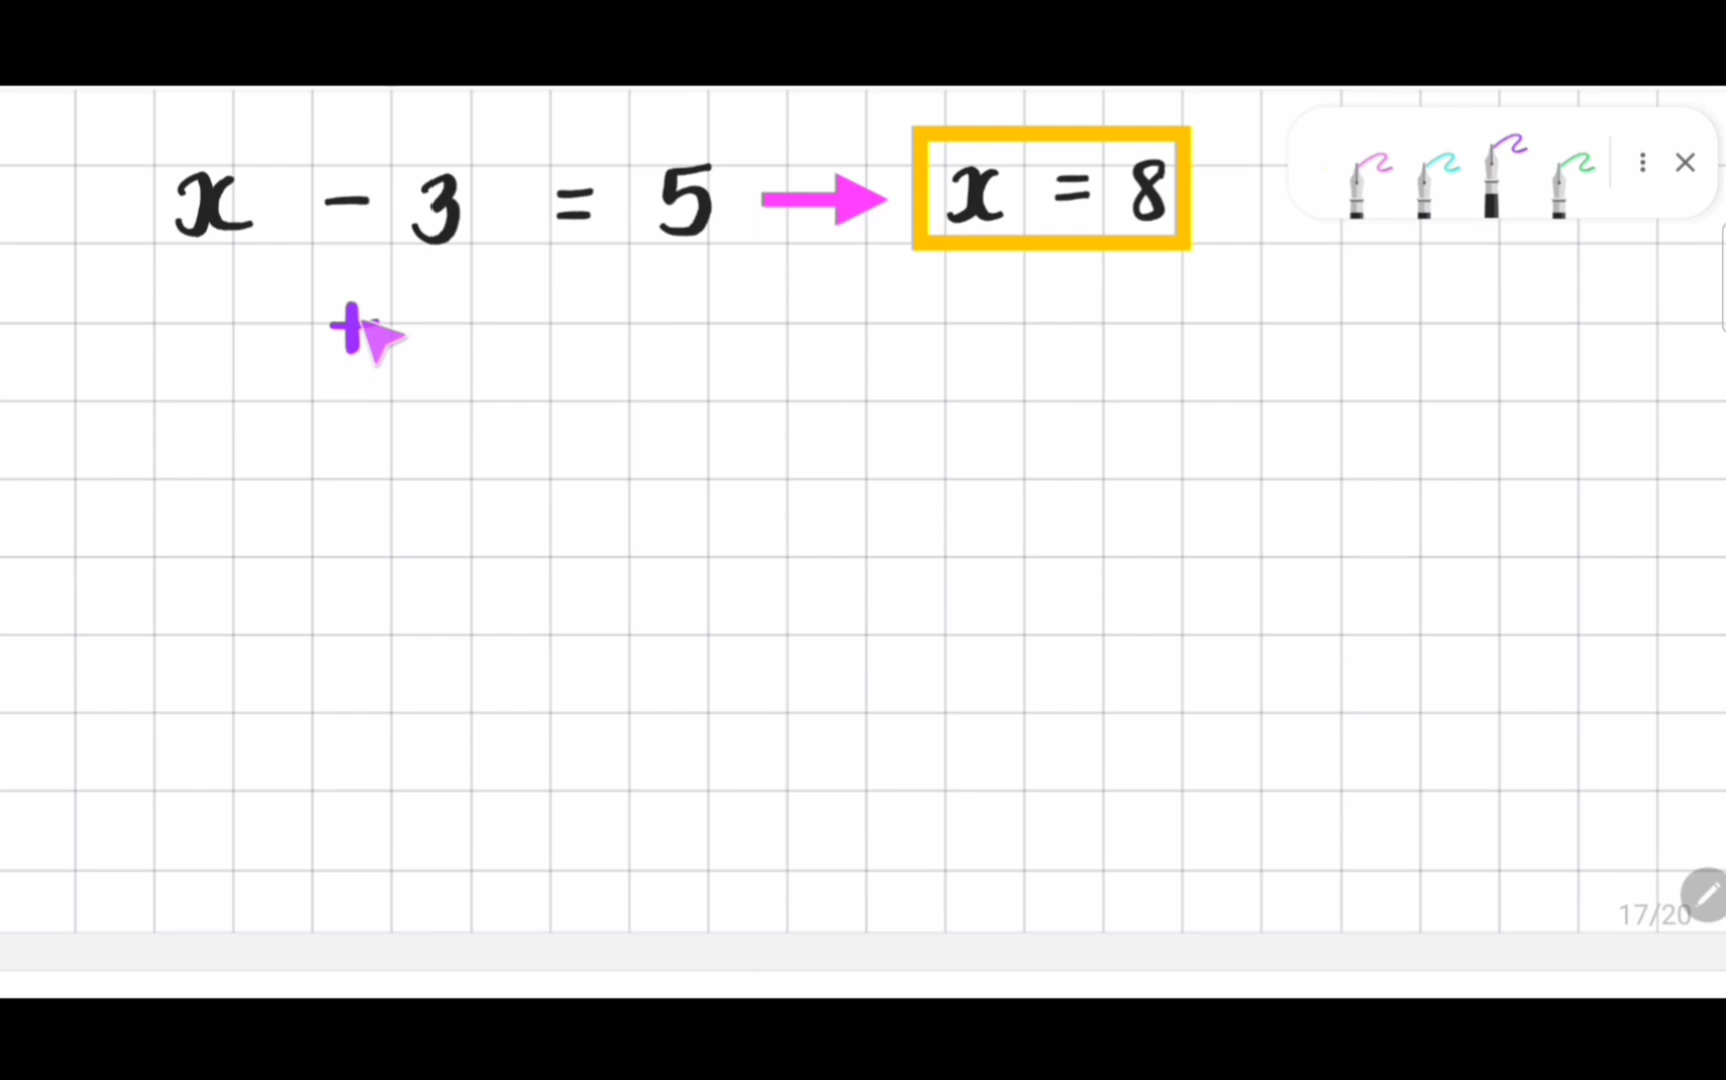 x - 3 = 5 → x = 8
+
17/20